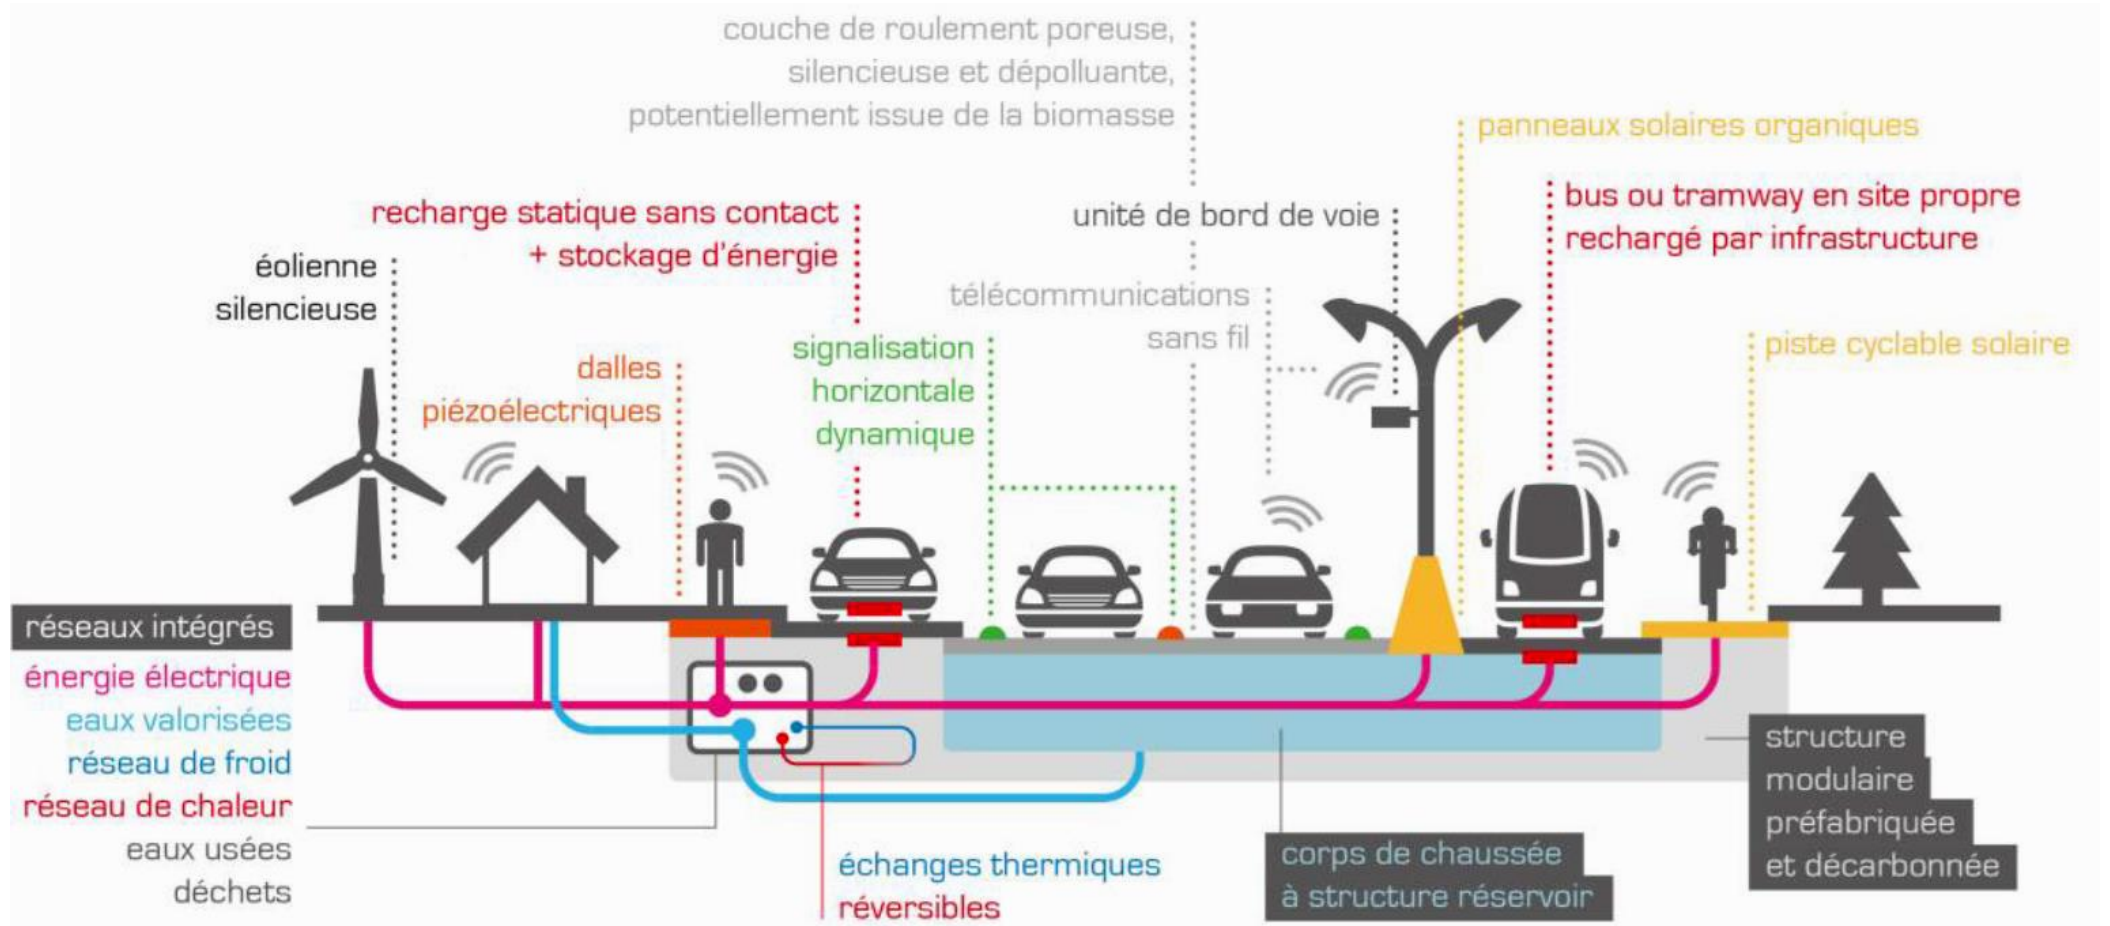 couche de roulement poreuse,
silencieuse et dépolluante,
potentiellement issue de la biomasse
panneaux solaires organiques
bus ou tramway en site propre
rechargé par infrastructure
recharge statique sans contact
+ stockage d'énergie
unité de bord de voie
éolienne
silencieuse
télécommunications
sans fil
signalisation
horizontale
dynamique
piste cyclable solaire
dalles
piézoélectriques
réseaux intégrés
énergie électrique
eaux valorisées
réseau de froid
réseau de chaleur
eaux usées
déchets
échanges thermiques
réversibles
corps de chaussée
à structure réservoir
structure
modulaire
préfabriquée
et décarbonnée